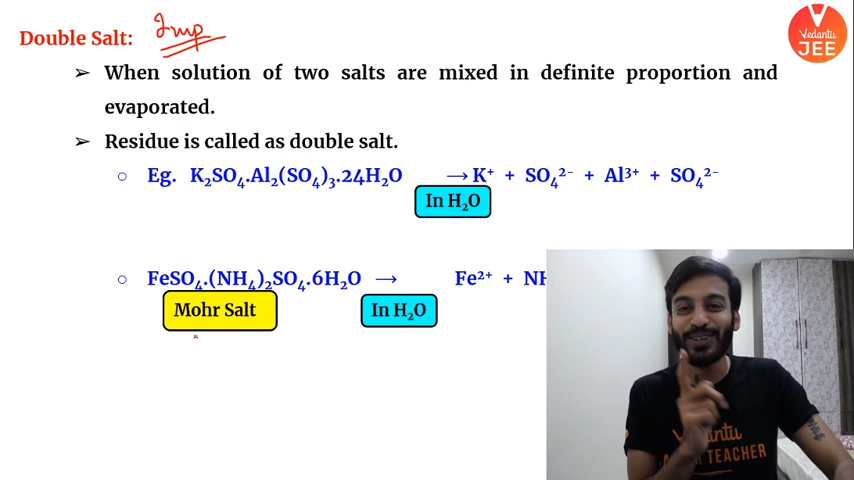 Double Salt: Imp
Vedantu
JEE
➢ When solution of two salts are mixed in definite proportion and
evaporated.
➢ Residue is called as double salt.
○ Eg. K₂SO₄.Al₂(SO₄)₃.24H₂O ⟶ K⁺ + SO₄²⁻ + Al³⁺ + SO₄²⁻
In H₂O
○ FeSO₄.(NH₄)₂SO₄.6H₂O ⟶ Fe²⁺ + NH
Mohr Salt
In H₂O
Vedantu
TEACHER